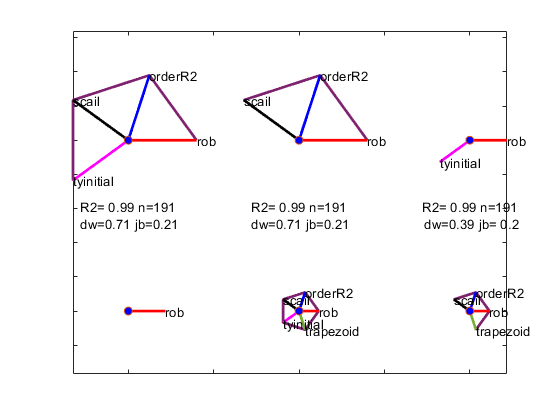 orderR2
orderR2
scail
scail
rob
rob
rob
tyinitial
tyinitial
R2= 0.99 n=191
R2= 0.99 n=191
R2= 0.99 n=191
dw=0.71 jb=0.21
dw=0.71 jb=0.21
dw=0.39 jb= 0.2
orderR2
orderR2
scail
scail
rob
rob
rob
tyinitial
trapezoid
trapezoid